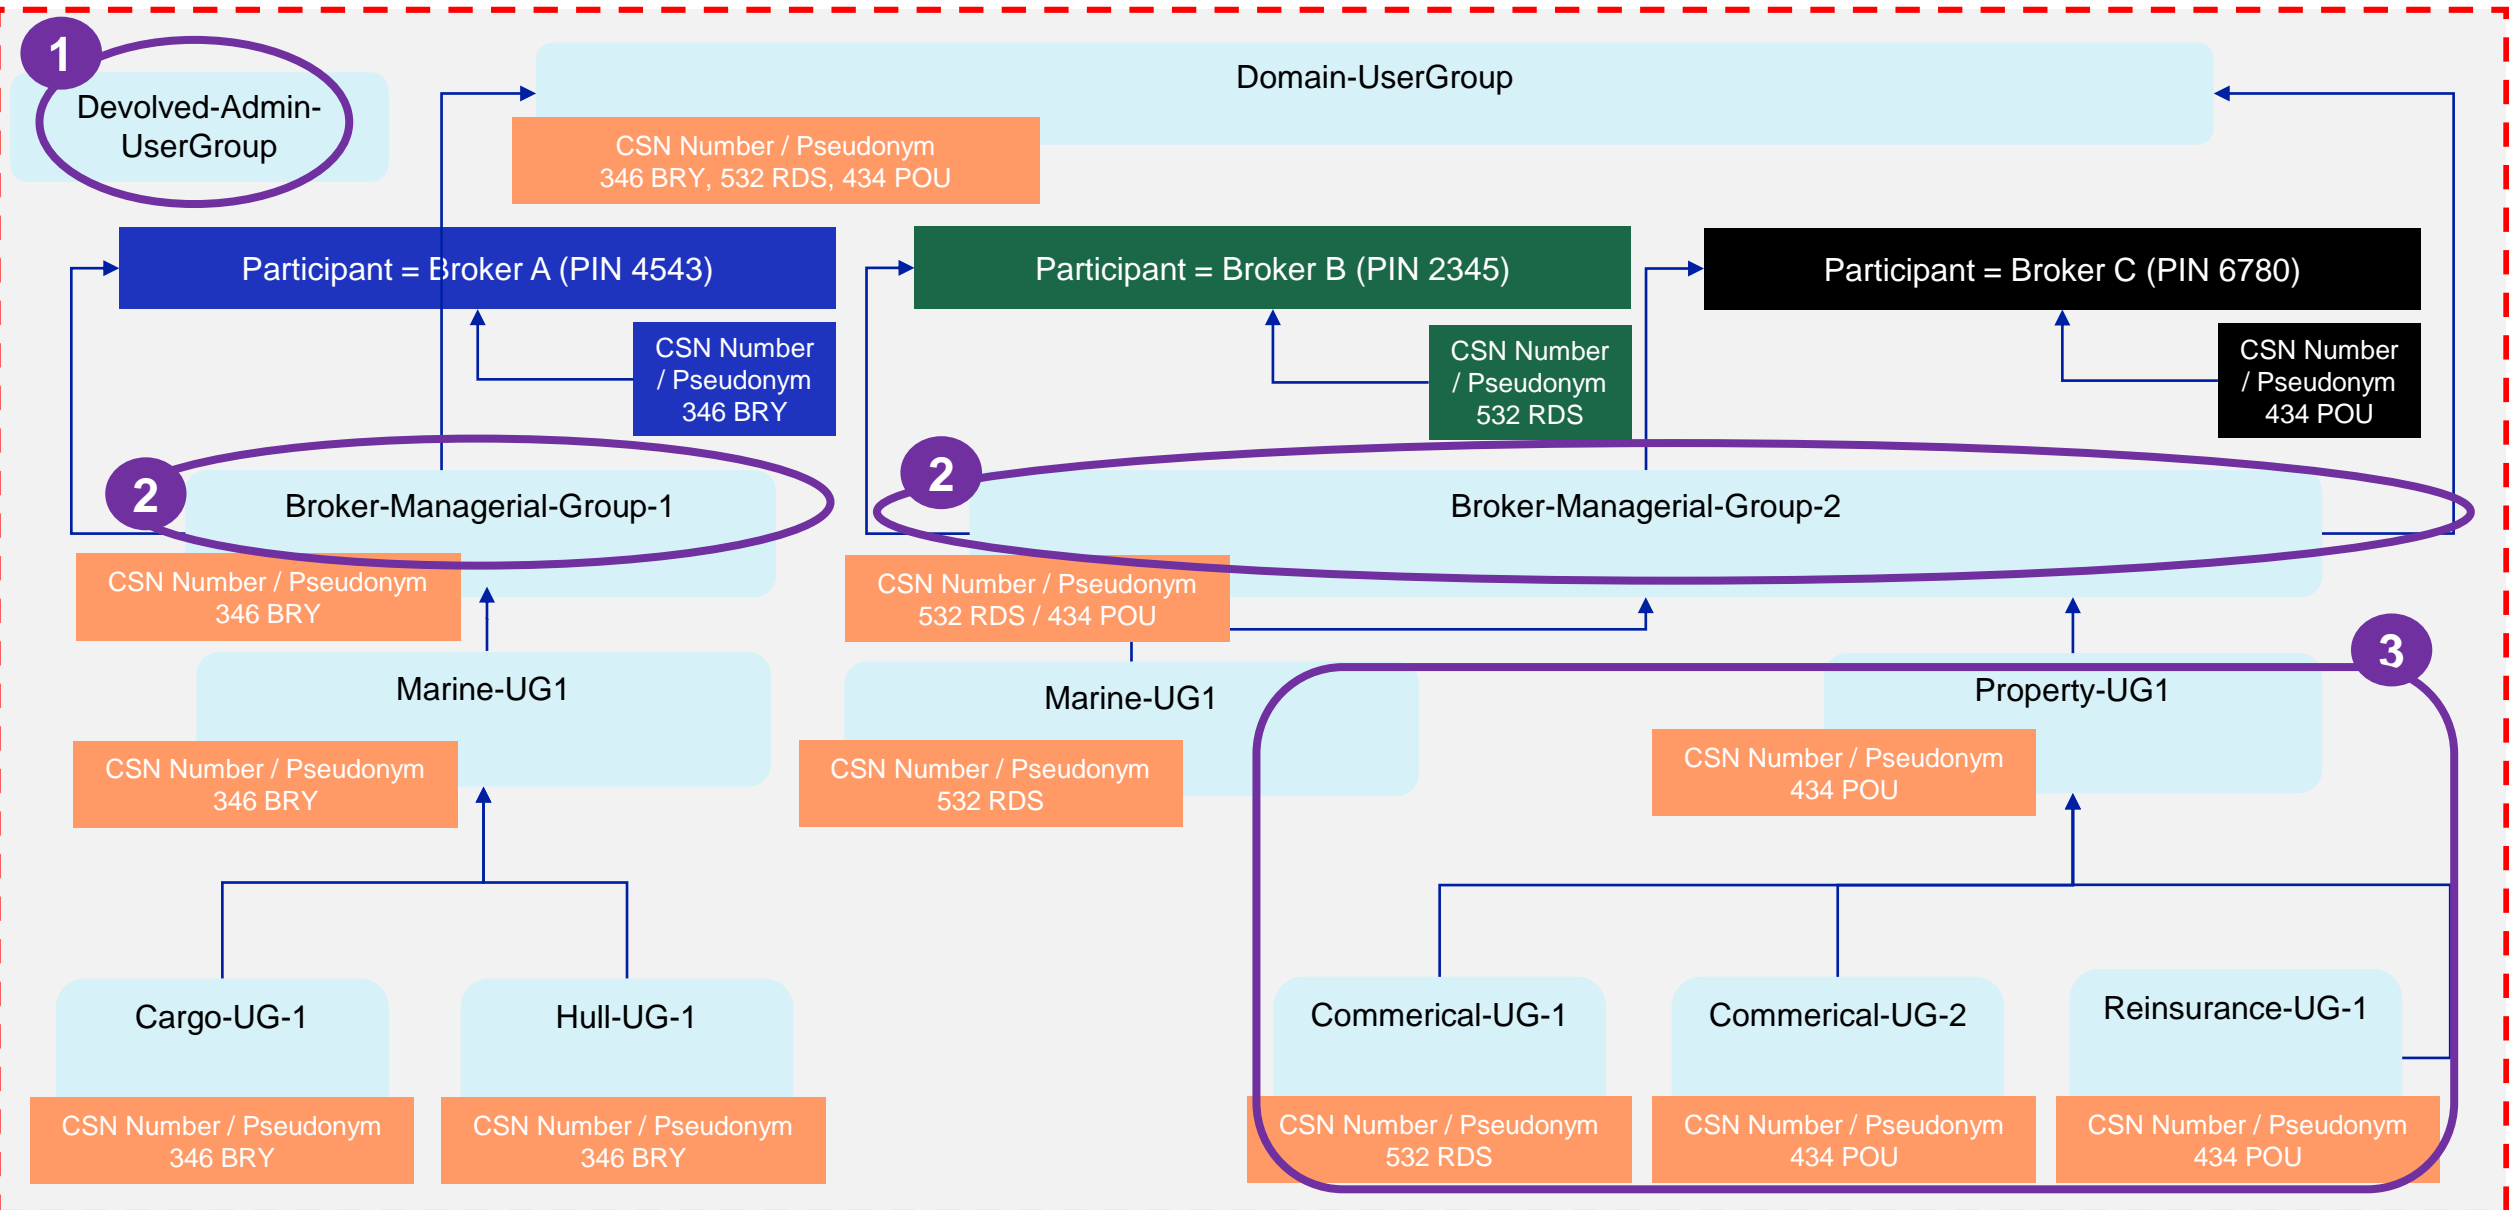 1
Devolved-Admin-
UserGroup
Domain-UserGroup
CSN Number / Pseudonym
346 BRY, 532 RDS, 434 POU
Participant = Broker A (PIN 4543)
Participant = Broker B (PIN 2345)
Participant = Broker C (PIN 6780)
CSN Number
/ Pseudonym
346 BRY
CSN Number
/ Pseudonym
532 RDS
CSN Number
/ Pseudonym
434 POU
2
Broker-Managerial-Group-1
CSN Number / Pseudonym
346 BRY
2
Broker-Managerial-Group-2
CSN Number / Pseudonym
532 RDS / 434 POU
Marine-UG1
CSN Number / Pseudonym
346 BRY
Marine-UG1
CSN Number / Pseudonym
532 RDS
3
Property-UG1
CSN Number / Pseudonym
434 POU
Cargo-UG-1
CSN Number / Pseudonym
346 BRY
Hull-UG-1
CSN Number / Pseudonym
346 BRY
Commerical-UG-1
CSN Number / Pseudonym
532 RDS
Commerical-UG-2
CSN Number / Pseudonym
434 POU
Reinsurance-UG-1
CSN Number / Pseudonym
434 POU